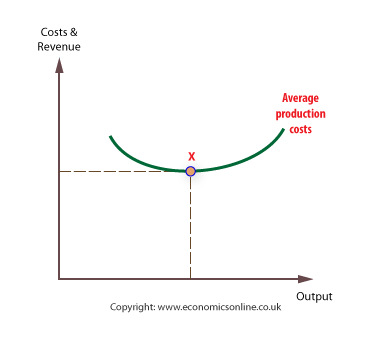 Costs &
Revenue
Average
production
costs
X
Output
Copyright: www.economicsonline.co.uk